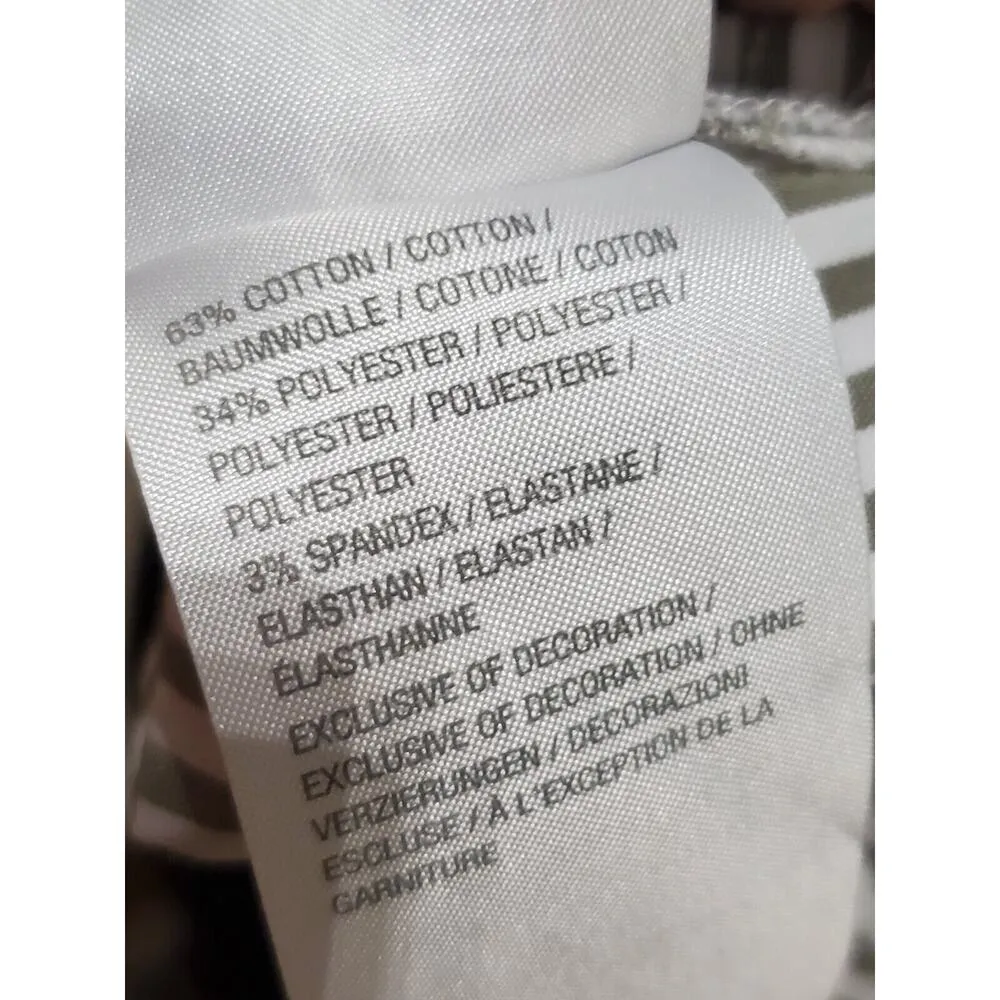 63% COTTON / COTTON /
BAUMWOLLE / COTONE / COTON
34% POLYESTER / POLYESTER /
POLYESTER / POLIESTERE /
POLYESTER
3% SPANDEX / ELASTANE /
ELASTHAN / ELASTAN /
ÉLASTHANNE
EXCLUSIVE OF DECORATION /
EXCLUSIVE OF DECORATION / OHNE
VERZIERUNGEN / DECORAZIONI
ESCLUSE / À L'EXCEPTION DE LA
GARNITURE